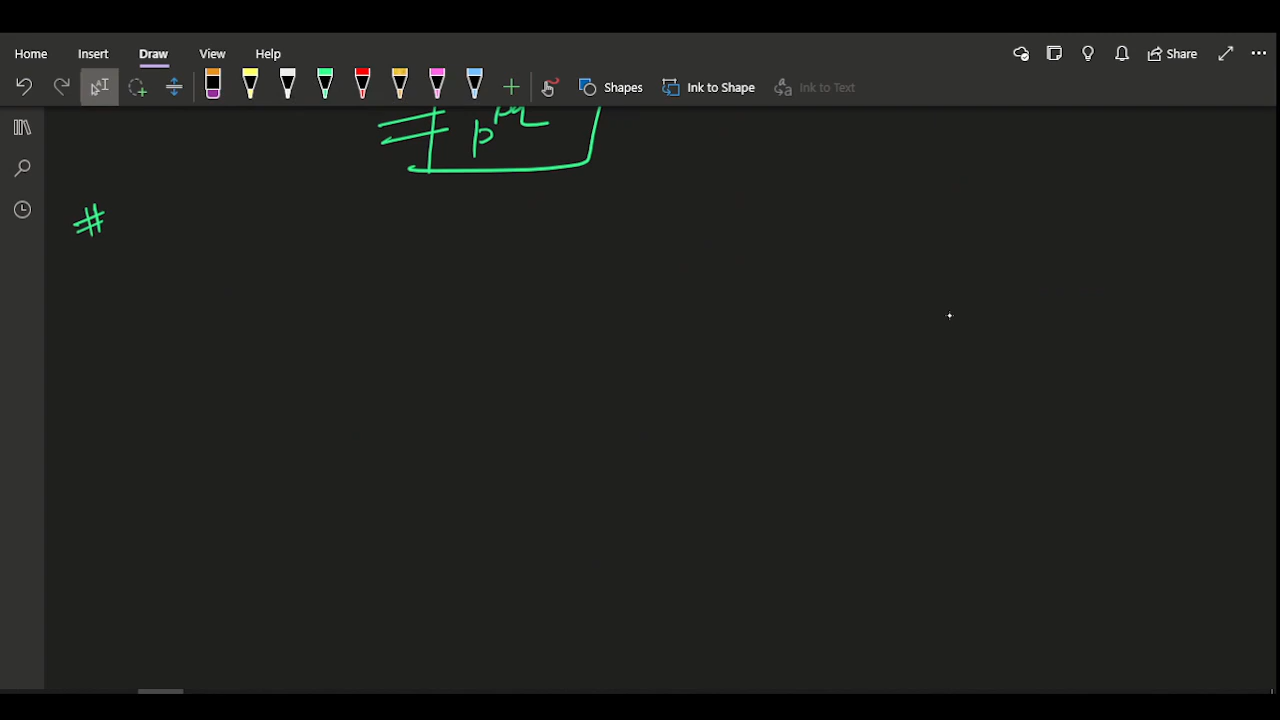 Home Insert Draw View Help Share
Shapes Ink to Shape Ink to Text
p
#